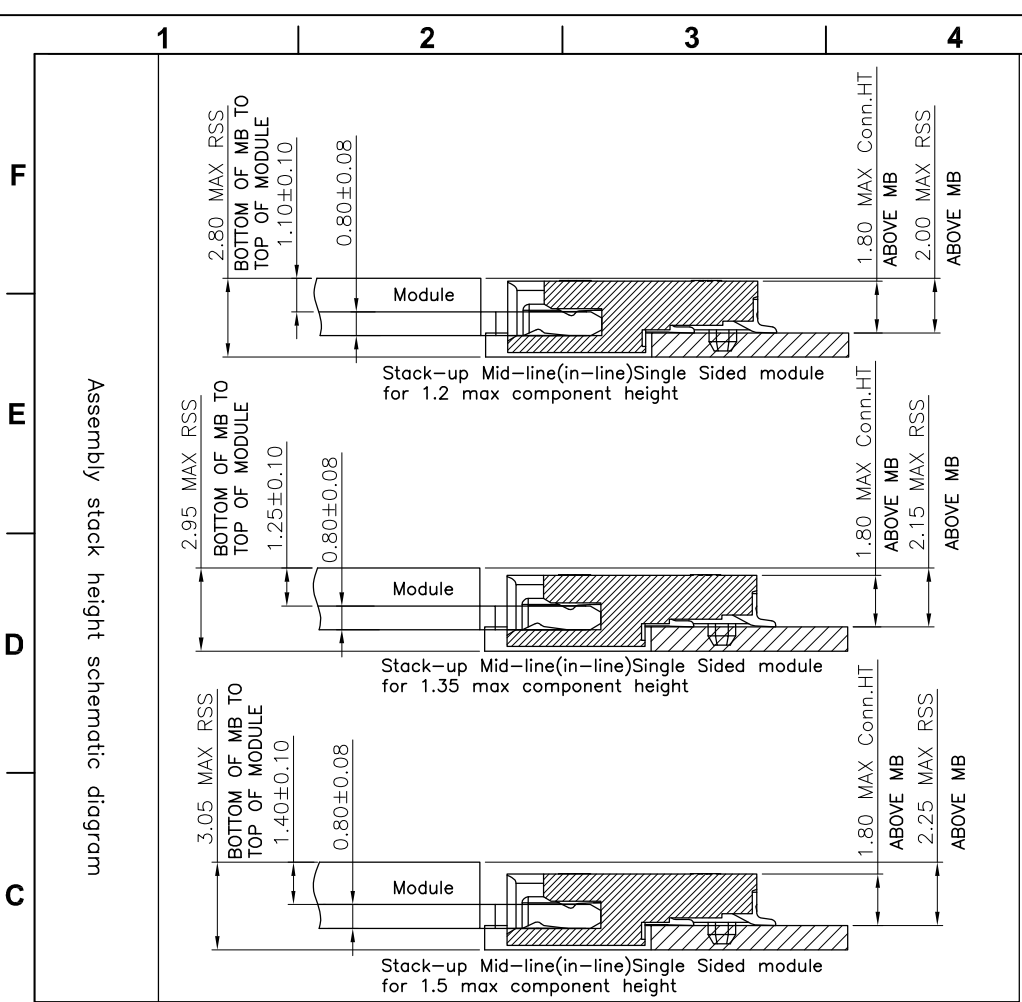 1 2 3 4
F
E
D
C
Assembly stack height schematic diagram
2.80 MAX RSS
BOTTOM OF MB TO
TOP OF MODULE
1.10±0.10
0.80±0.08
1.80 MAX Conn.HT
ABOVE MB
2.00 MAX RSS
ABOVE MB
Module
Stack-up Mid-line(in-line)Single Sided module
for 1.2 max component height
2.95 MAX RSS
BOTTOM OF MB TO
TOP OF MODULE
1.25±0.10
0.80±0.08
1.80 MAX Conn.HT
ABOVE MB
2.15 MAX RSS
ABOVE MB
Module
Stack-up Mid-line(in-line)Single Sided module
for 1.35 max component height
3.05 MAX RSS
BOTTOM OF MB TO
TOP OF MODULE
1.40±0.10
0.80±0.08
1.80 MAX Conn.HT
ABOVE MB
2.25 MAX RSS
ABOVE MB
Module
Stack-up Mid-line(in-line)Single Sided module
for 1.5 max component height